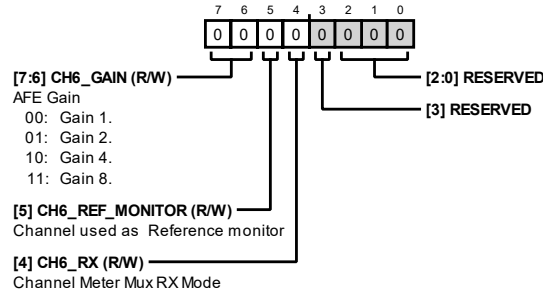 7 6 5 4 3 2 1 0
0 0 0 0 0 0 0 0
[7:6] CH6_GAIN (R/W)
AFE Gain
00: Gain 1.
01: Gain 2.
10: Gain 4.
11: Gain 8.
[5] CH6_REF_MONITOR (R/W)
Channel used as Reference monitor
[4] CH6_RX (R/W)
Channel Meter Mux RX Mode
[2:0] RESERVED
[3] RESERVED